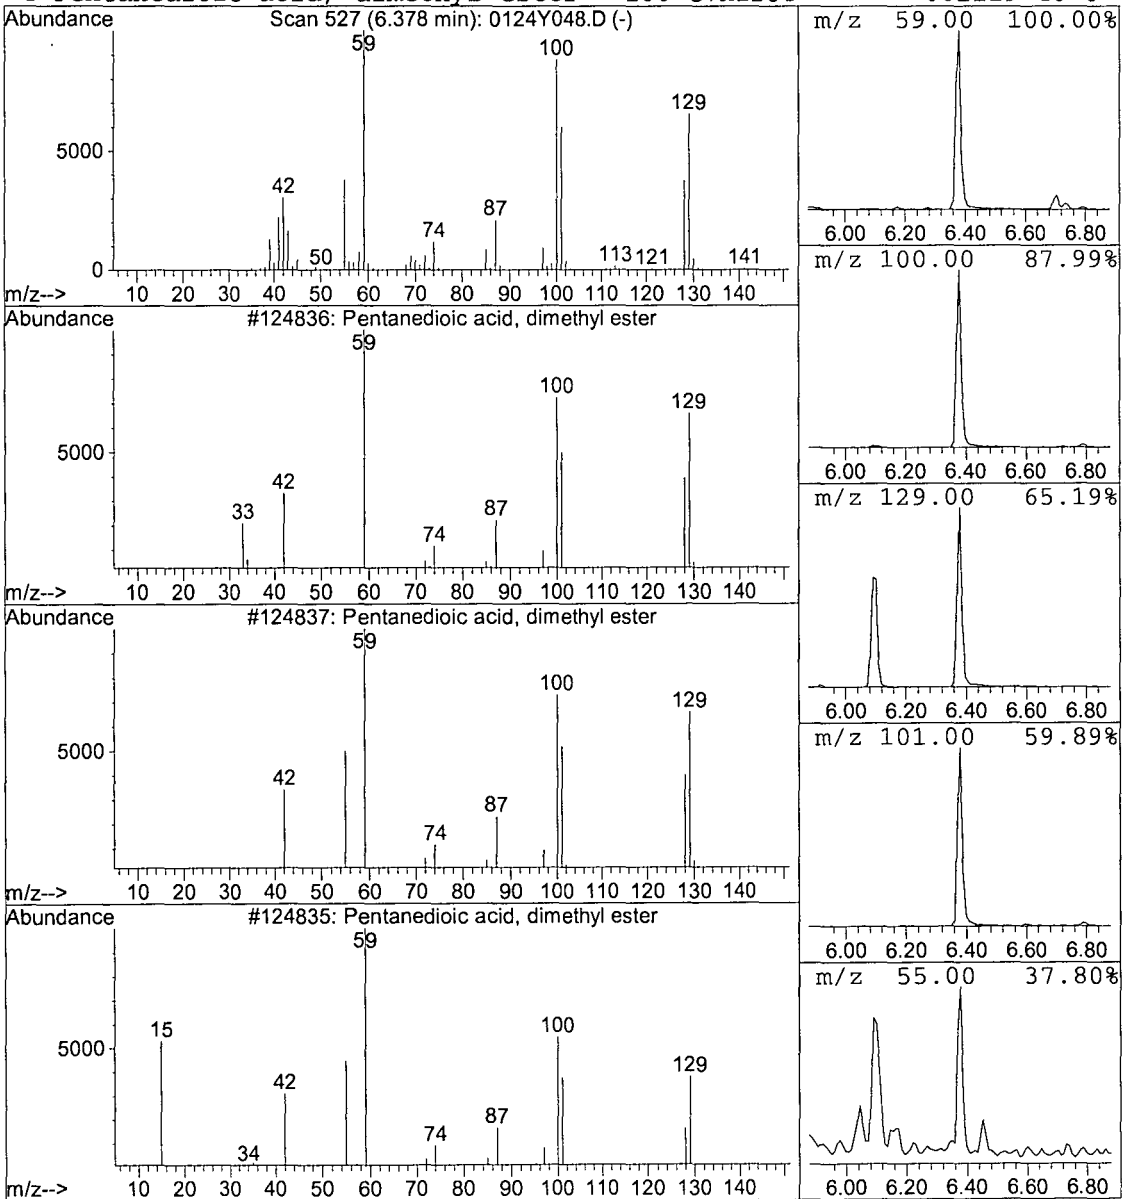 Abundance Scan 527 (6.378 min): 0124Y048.D (-)
59
100
129
5000
42
87
74
50
113 121 141
0
m/z--> 10 20 30 40 50 60 70 80 90 100 110 120 130 140
Abundance #124836: Pentanedioic acid, dimethyl ester
59
100
129
5000
42
33
87
74
m/z--> 10 20 30 40 50 60 70 80 90 100 110 120 130 140
Abundance #124837: Pentanedioic acid, dimethyl ester
59
100
129
5000
42
87
74
m/z--> 10 20 30 40 50 60 70 80 90 100 110 120 130 140
Abundance #124835: Pentanedioic acid, dimethyl ester
59
15
100
5000
129
42
87
74
34
m/z--> 10 20 30 40 50 60 70 80 90 100 110 120 130 140
m/z 59.00 100.00%
6.00 6.20 6.40 6.60 6.80
m/z 100.00 87.99%
6.00 6.20 6.40 6.60 6.80
m/z 129.00 65.19%
6.00 6.20 6.40 6.60 6.80
m/z 101.00 59.89%
6.00 6.20 6.40 6.60 6.80
m/z 55.00 37.80%
6.00 6.20 6.40 6.60 6.80